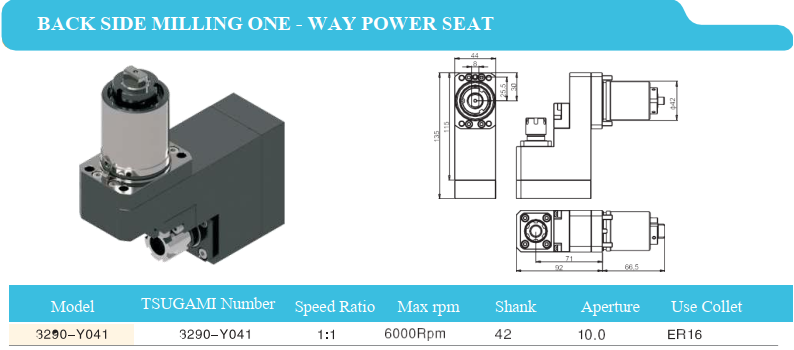 BACK SIDE MILLING ONE - WAY POWER SEAT
44
8
25.5
30
115
135
Φ42
71
92
66.5
Model TSUGAMI Number Speed Ratio Max rpm Shank Aperture Use Collet
3290-Y041 3290-Y041 1:1 6000Rpm 42 10.0 ER16